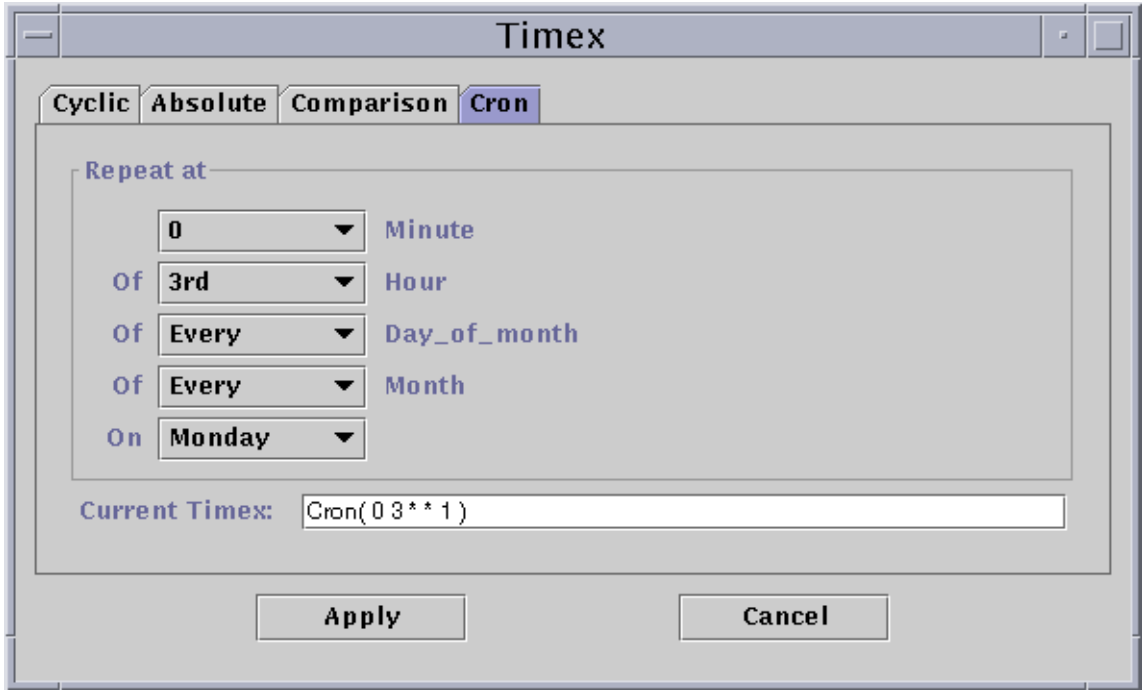 Timex
Cyclic Absolute Comparison Cron
Repeat at
0 Minute
Of 3rd Hour
Of Every Day_of_month
Of Every Month
On Monday
Current Timex: Cron( 0 3 * * 1 )
Apply Cancel